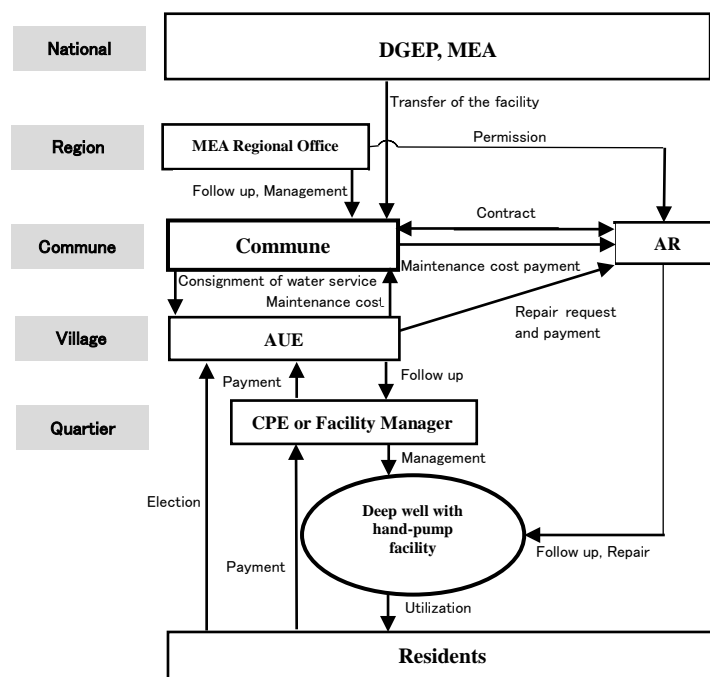 National
DGEP, MEA
Transfer of the facility
Region
MEA Regional Office
Permission
Follow up, Management
Contract
Commune
Commune
AR
Maintenance cost payment
Consignment of water service
Maintenance cost
Repair request
and payment
Village
AUE
Payment
Follow up
Quartier
CPE or Facility Manager
Management
Election
Deep well with
hand-pump
facility
Follow up, Repair
Payment
Utilization
Residents